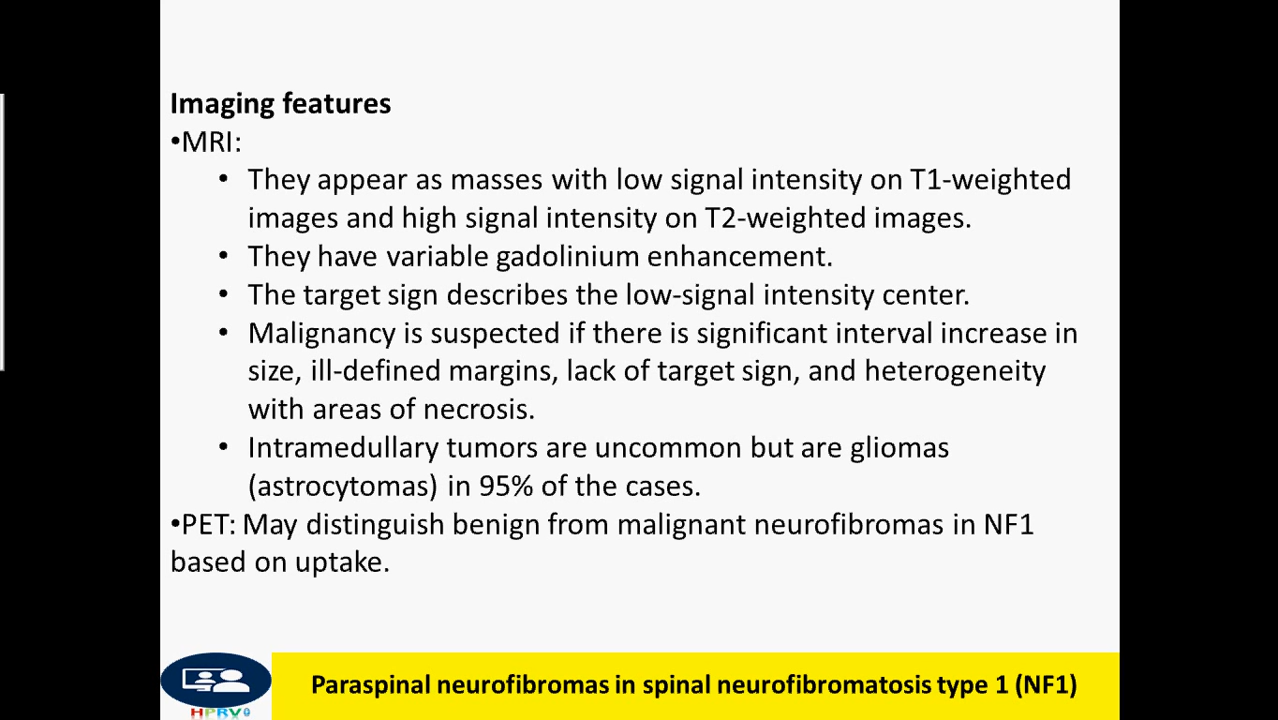 Imaging features
•MRI:
• They appear as masses with low signal intensity on T1-weighted
images and high signal intensity on T2-weighted images.
• They have variable gadolinium enhancement.
• The target sign describes the low-signal intensity center.
• Malignancy is suspected if there is significant interval increase in
size, ill-defined margins, lack of target sign, and heterogeneity
with areas of necrosis.
• Intramedullary tumors are uncommon but are gliomas
(astrocytomas) in 95% of the cases.
•PET: May distinguish benign from malignant neurofibromas in NF1
based on uptake.
Paraspinal neurofibromas in spinal neurofibromatosis type 1 (NF1)
HPRV